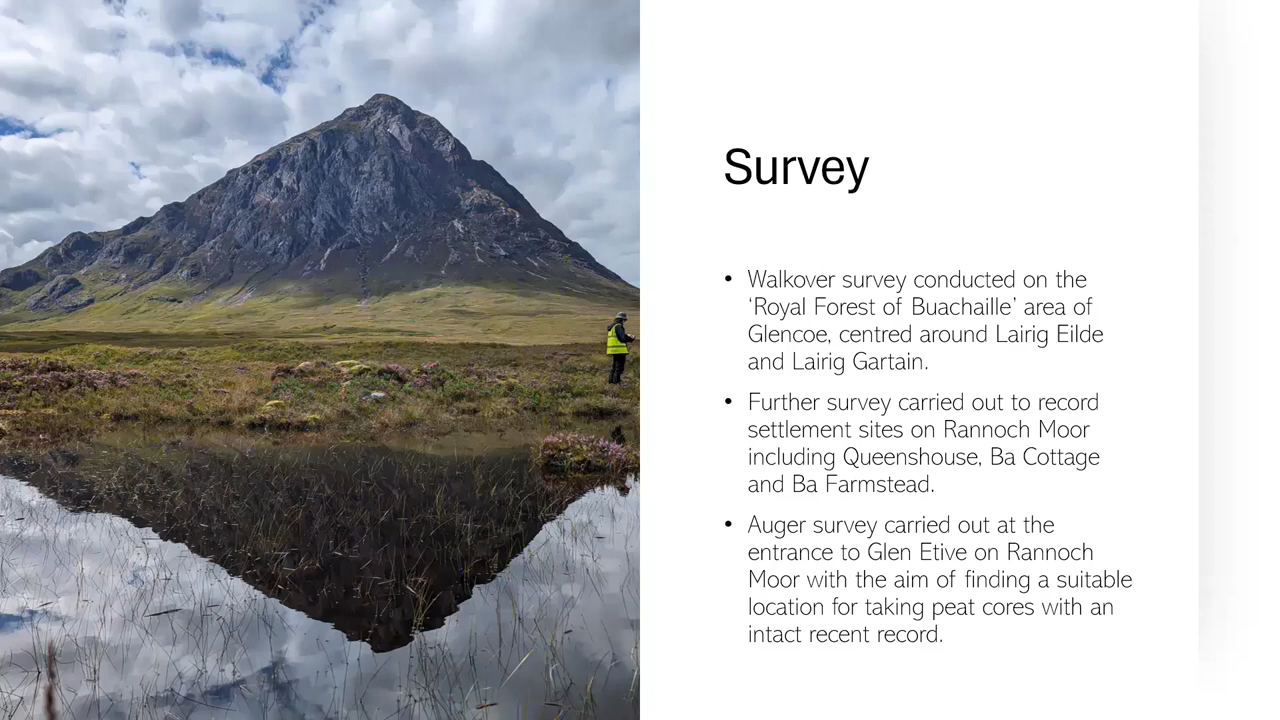 Survey
• Walkover survey conducted on the
‘Royal Forest of Buachaille’ area of
Glencoe, centred around Lairig Eilde
and Lairig Gartain.
• Further survey carried out to record
settlement sites on Rannoch Moor
including Queenshouse, Ba Cottage
and Ba Farmstead.
• Auger survey carried out at the
entrance to Glen Etive on Rannoch
Moor with the aim of finding a suitable
location for taking peat cores with an
intact recent record.